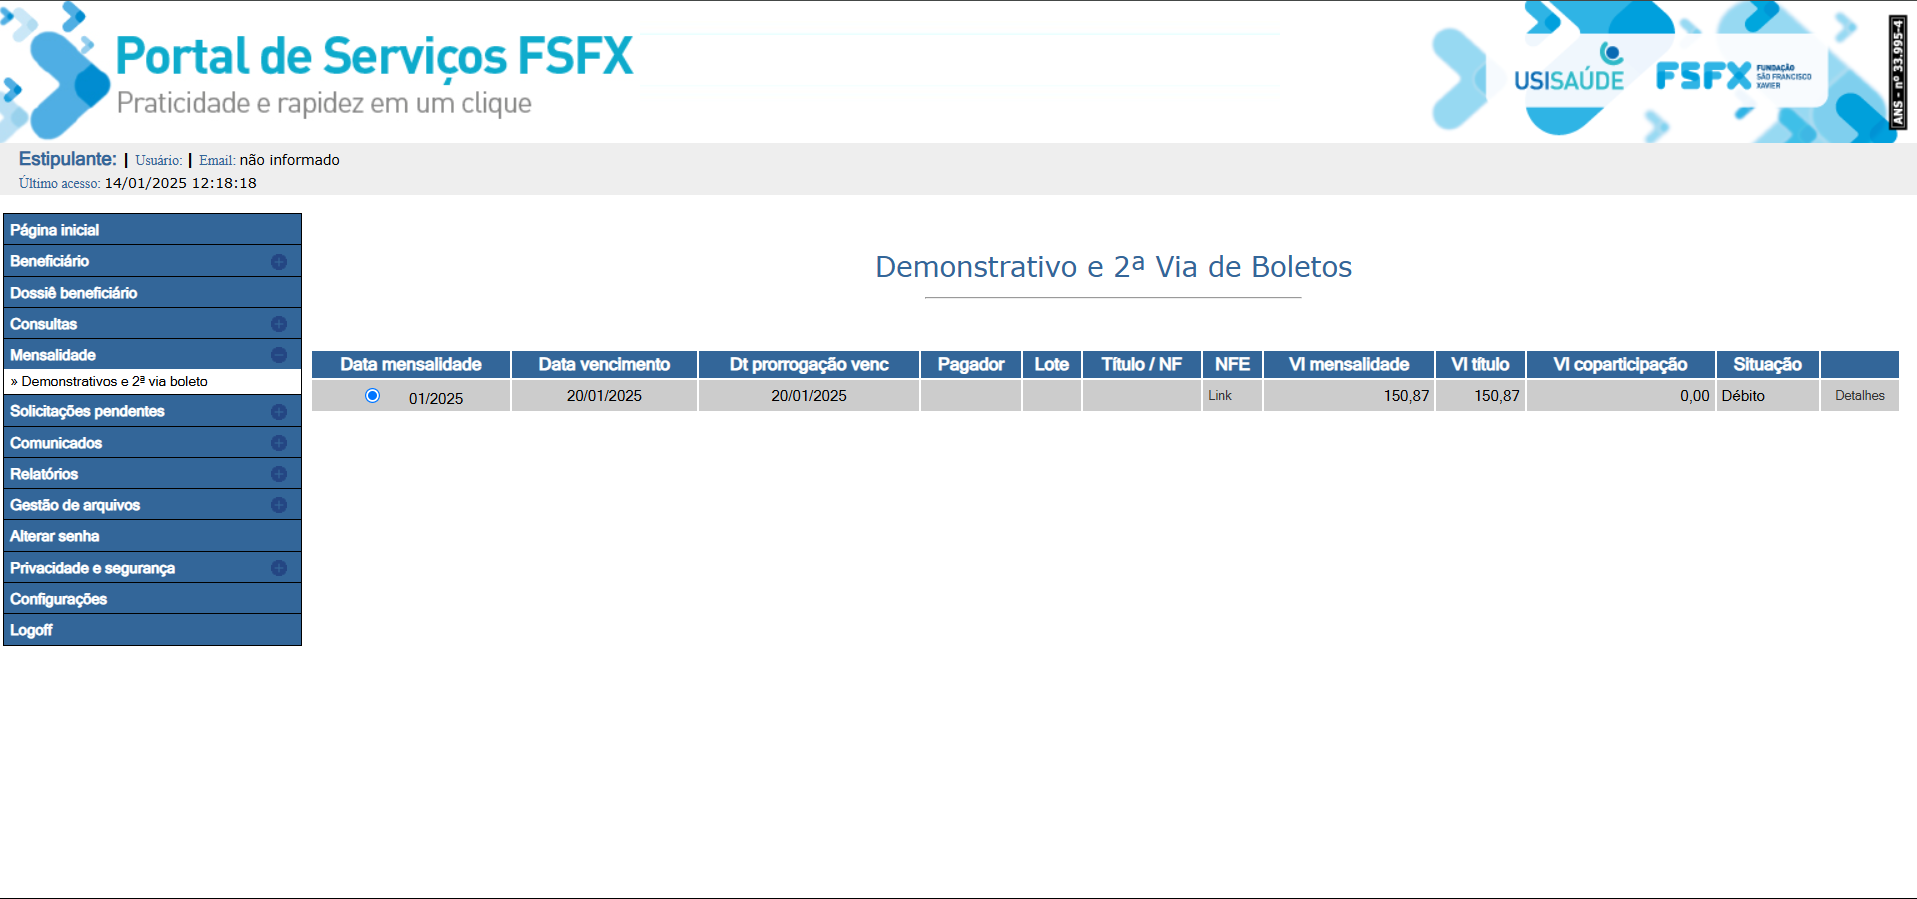 Portal de Serviços FSFX
Praticidade e rapidez em um clique
USISAÚDE
FSFX FUNDAÇÃO
SÃO FRANCISCO
XAVIER
ANS - nº 33.995-4
Estipulante: | Usuário: | Email: não informado
Último acesso: 14/01/2025 12:18:18
Página inicial
Beneficiário
Dossiê beneficiário
Consultas
Mensalidade
» Demonstrativos e 2ª via boleto
Solicitações pendentes
Comunicados
Relatórios
Gestão de arquivos
Alterar senha
Privacidade e segurança
Configurações
Logoff
Demonstrativo e 2ª Via de Boletos
Data mensalidade Data vencimento Dt prorrogação venc Pagador Lote Título / NF NFE Vl mensalidade Vl título Vl coparticipação Situação
01/2025 20/01/2025 20/01/2025 Link 150,87 150,87 0,00 Débito Detalhes